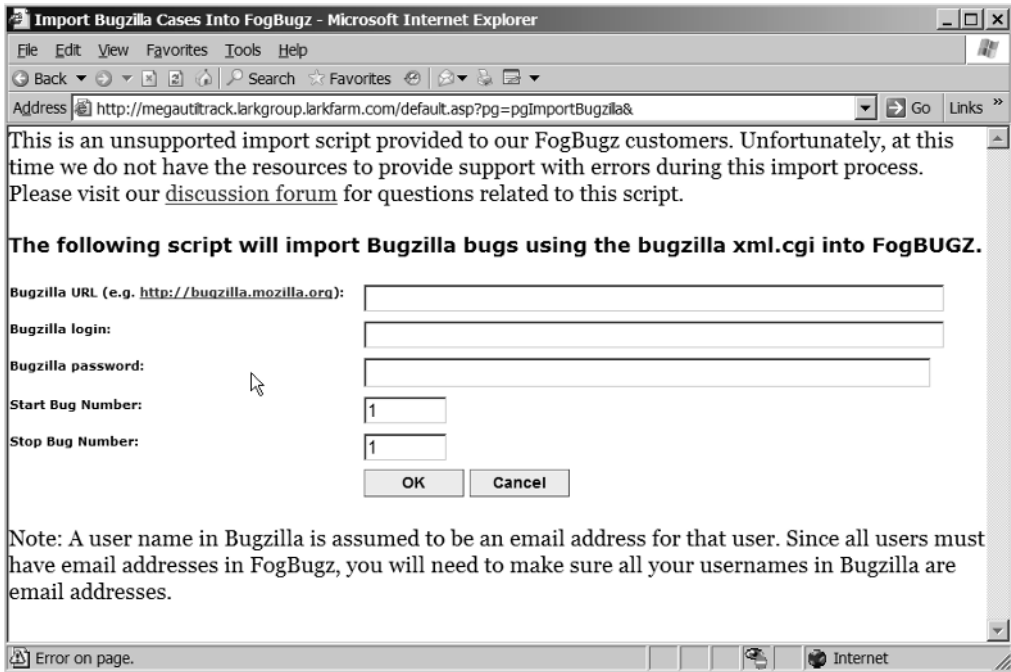 Import Bugzilla Cases Into FogBugz - Microsoft Internet Explorer
File Edit View Favorites Tools Help
Back Search Favorites
Address http://megautiltrack.larkgroup.larkfarm.com/default.asp?pg=pgImportBugzilla& Go Links »
This is an unsupported import script provided to our FogBugz customers. Unfortunately, at this
time we do not have the resources to provide support with errors during this import process.
Please visit our discussion forum for questions related to this script.
The following script will import Bugzilla bugs using the bugzilla xml.cgi into FogBUGZ.
Bugzilla URL (e.g. http://bugzilla.mozilla.org):
Bugzilla login:
Bugzilla password:
Start Bug Number: 1
Stop Bug Number: 1
OK Cancel
Note: A user name in Bugzilla is assumed to be an email address for that user. Since all users must
have email addresses in FogBugz, you will need to make sure all your usernames in Bugzilla are
email addresses.
Error on page. Internet